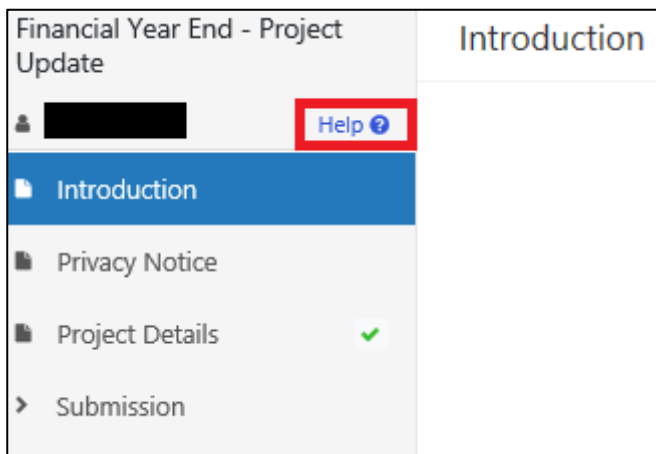 Financial Year End - Project
Update
Introduction
Help
Introduction
Privacy Notice
Project Details
Submission